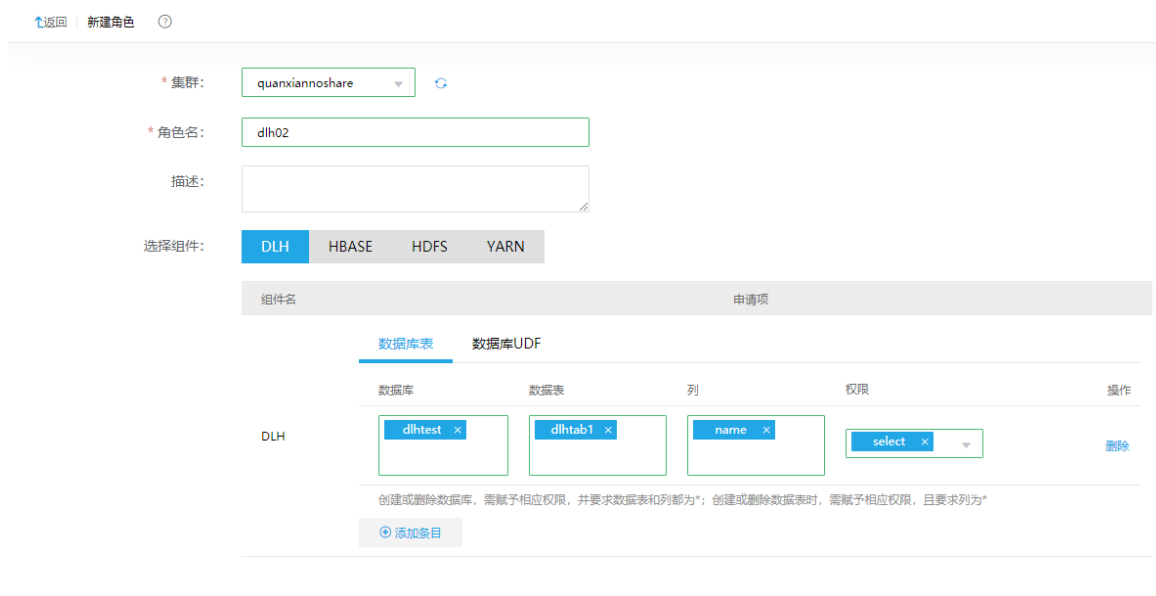 返回 新建角色 ?
* 集群： quanxiannoshare
* 角色名： dlh02
描述：
选择组件： DLH HBASE HDFS YARN
组件名 申请项
数据库表 数据库UDF
数据库 数据表 列 权限 操作
DLH dlhtest × dlhtab1 × name × select × 删除
创建或删除数据库，需赋予相应权限，并要求数据表和列都为*；创建或删除数据表时，需赋予相应权限，且要求列为*
添加条目